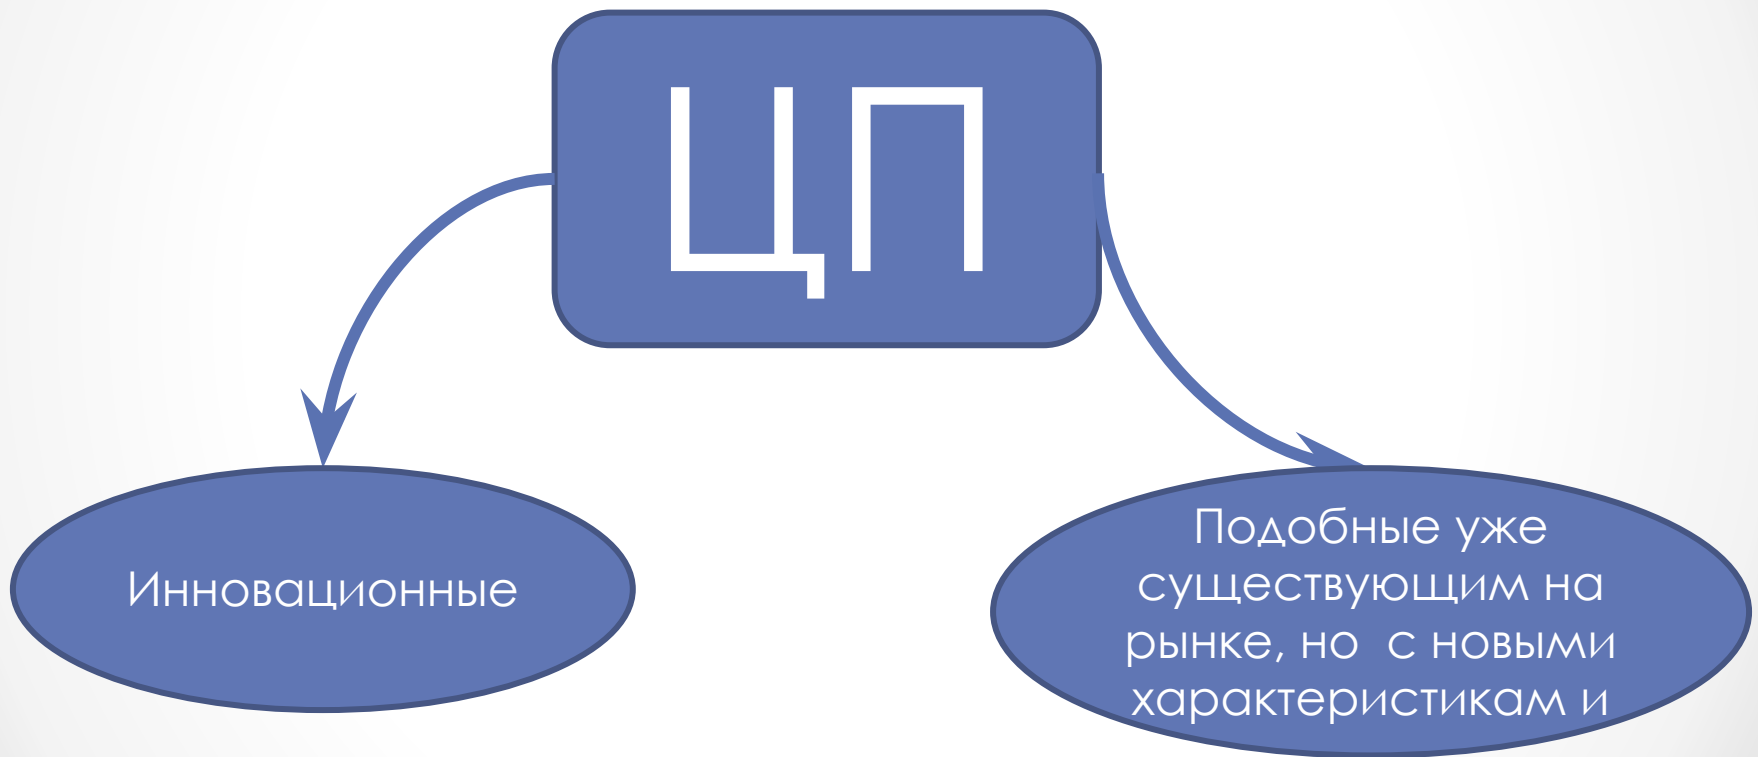 ЦП
Инновационные
Подобные уже
существующим на
рынке, но  с новыми
характеристикам и